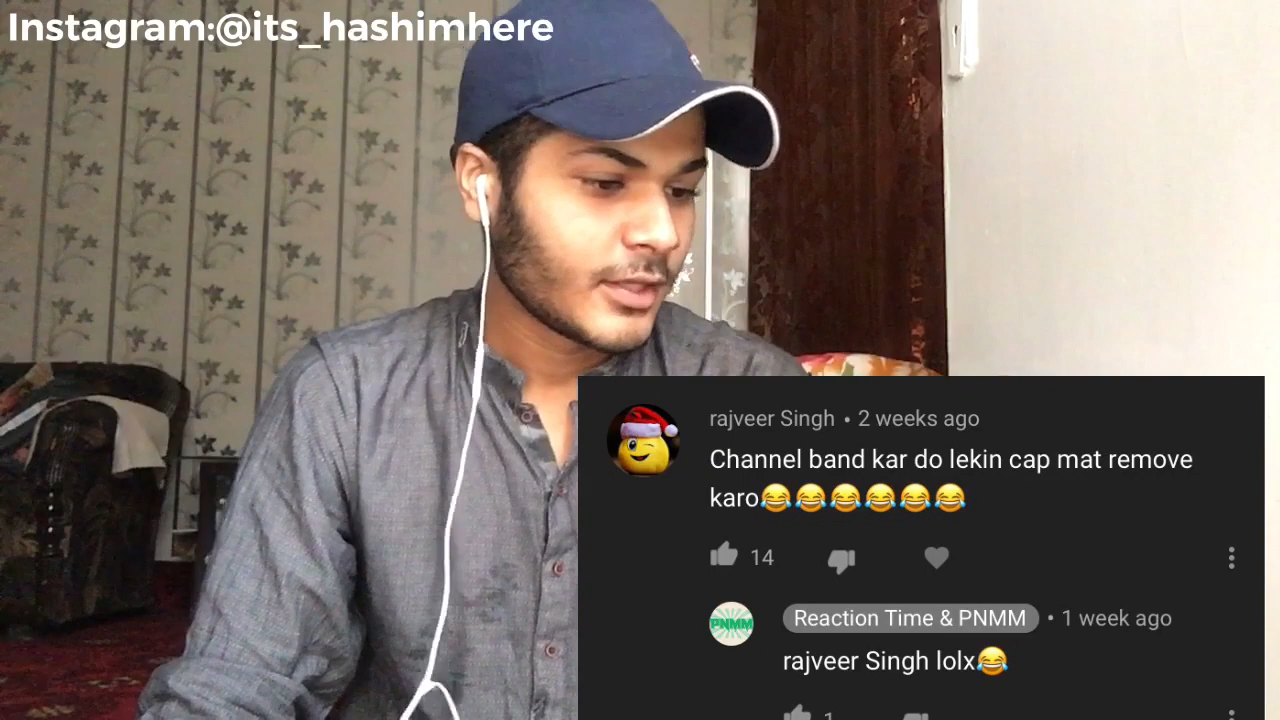 Instagram:@its_hashimhere
rajveer Singh • 2 weeks ago
Channel band kar do lekin cap mat remove
karo😂😂😂😂😂😂
14
PNMM
Reaction Time & PNMM • 1 week ago
rajveer Singh lolx😂
1